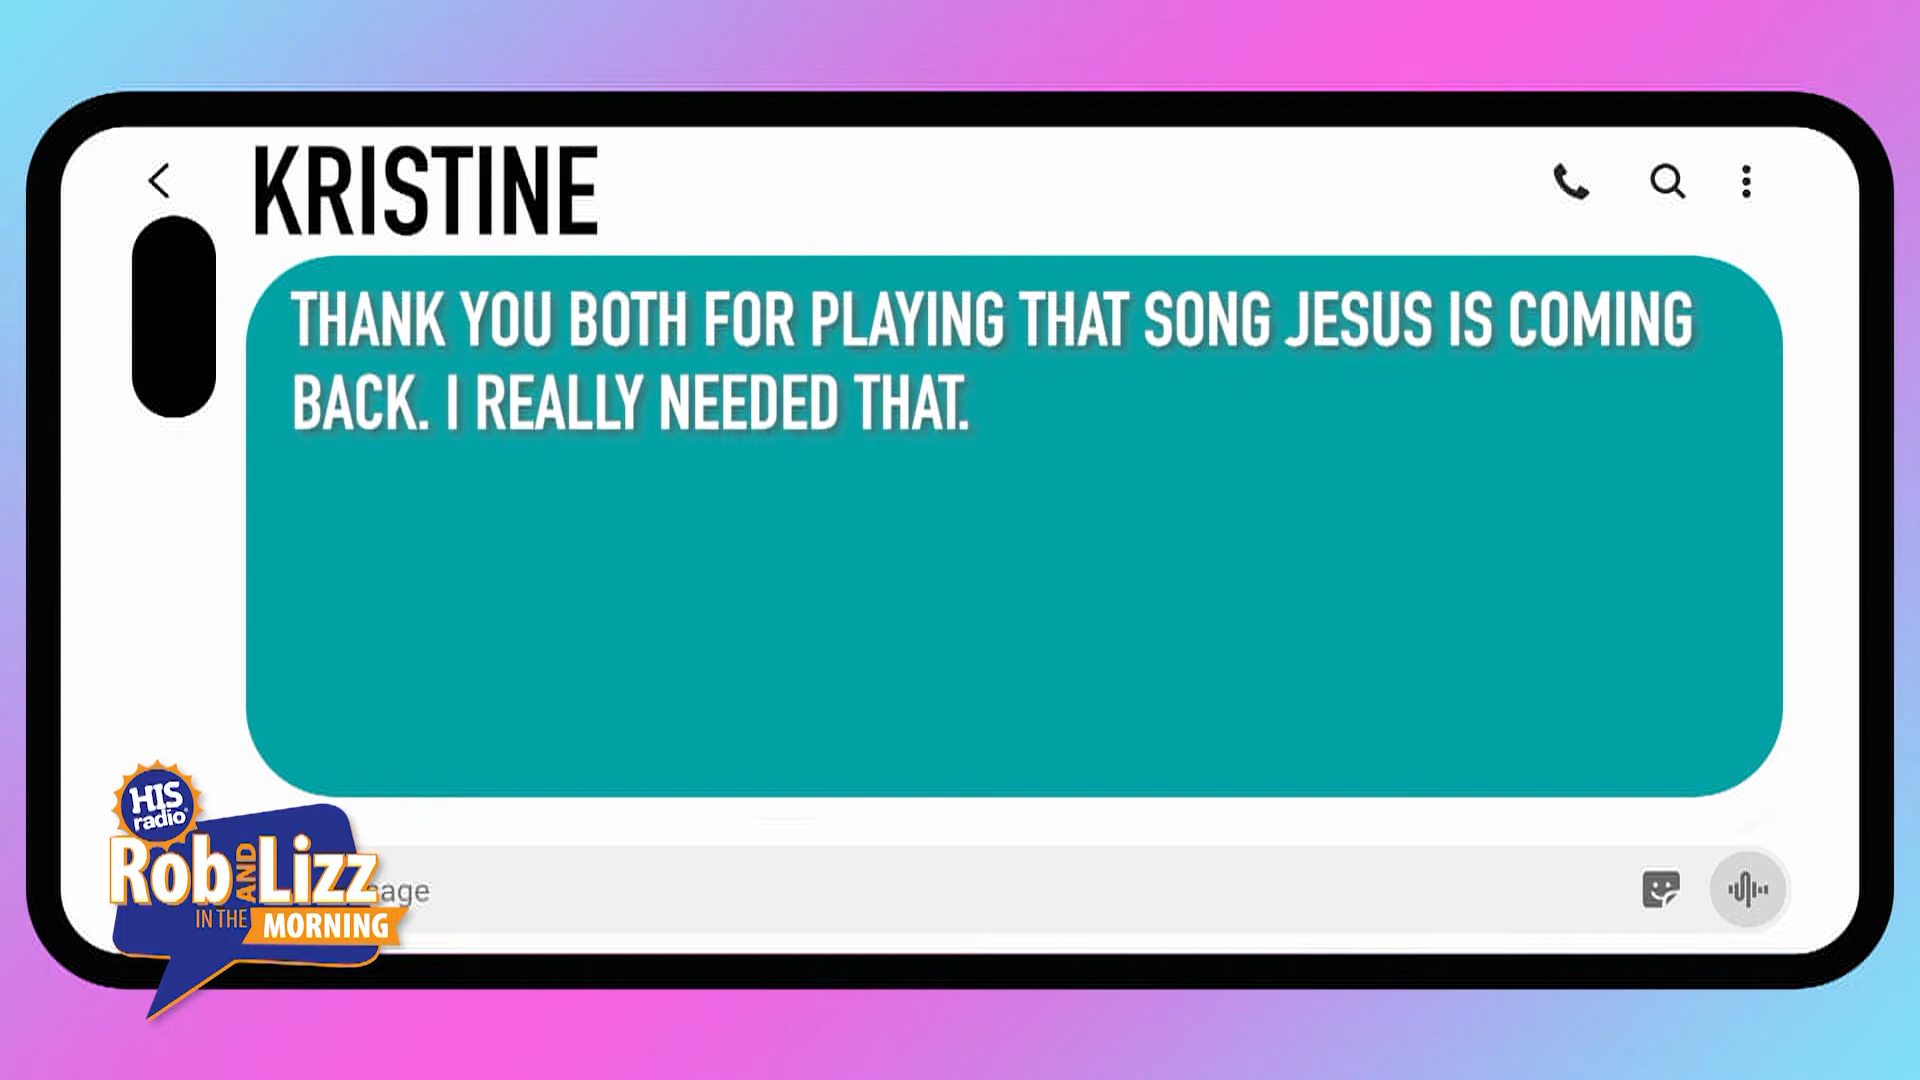 KRISTINE
THANK YOU BOTH FOR PLAYING THAT SONG JESUS IS COMING
BACK. I REALLY NEEDED THAT.
HIS
radio
Rob AND Lizz
IN THE MORNING